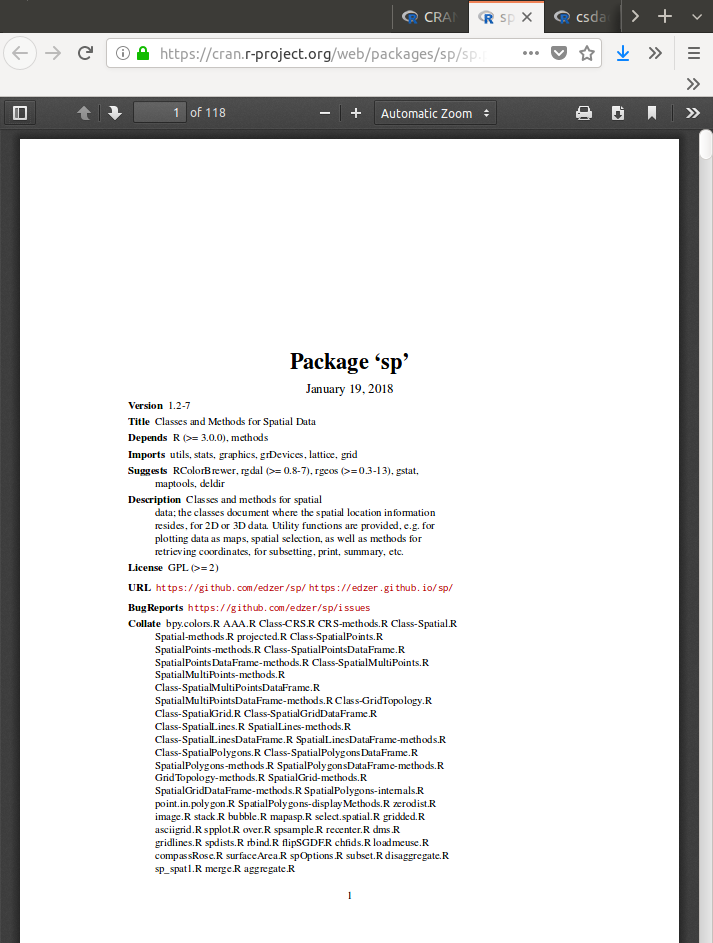 CRAN
sp
csda
https://cran.r-project.org/web/packages/sp/sp.
1 of 118
Automatic Zoom
Package ‘sp’
January 19, 2018
Version 1.2-7
Title Classes and Methods for Spatial Data
Depends R (>= 3.0.0), methods
Imports utils, stats, graphics, grDevices, lattice, grid
Suggests RColorBrewer, rgdal (>= 0.8-7), rgeos (>= 0.3-13), gstat,
maptools, deldir
Description Classes and methods for spatial
data; the classes document where the spatial location information
resides, for 2D or 3D data. Utility functions are provided, e.g. for
plotting data as maps, spatial selection, as well as methods for
retrieving coordinates, for subsetting, print, summary, etc.
License GPL (>= 2)
URL https://github.com/edzer/sp/ https://edzer.github.io/sp/
BugReports https://github.com/edzer/sp/issues
Collate bpy.colors.R AAA.R Class-CRS.R CRS-methods.R Class-Spatial.R
Spatial-methods.R projected.R Class-SpatialPoints.R
SpatialPoints-methods.R Class-SpatialPointsDataFrame.R
SpatialPointsDataFrame-methods.R Class-SpatialMultiPoints.R
SpatialMultiPoints-methods.R
Class-SpatialMultiPointsDataFrame.R
SpatialMultiPointsDataFrame-methods.R Class-GridTopology.R
Class-SpatialGrid.R Class-SpatialGridDataFrame.R
Class-SpatialLines.R SpatialLines-methods.R
Class-SpatialLinesDataFrame.R SpatialLinesDataFrame-methods.R
Class-SpatialPolygons.R Class-SpatialPolygonsDataFrame.R
SpatialPolygons-methods.R SpatialPolygonsDataFrame-methods.R
GridTopology-methods.R SpatialGrid-methods.R
SpatialGridDataFrame-methods.R SpatialPolygons-internals.R
point.in.polygon.R SpatialPolygons-displayMethods.R zerodist.R
image.R stack.R bubble.R mapasp.R select.spatial.R gridded.R
asciigrid.R spplot.R over.R spsample.R recenter.R dms.R
gridlines.R spdists.R rbind.R flipSGDF.R chfids.R loadmeuse.R
compassRose.R surfaceArea.R spOptions.R subset.R disaggregate.R
sp_spat1.R merge.R aggregate.R
1